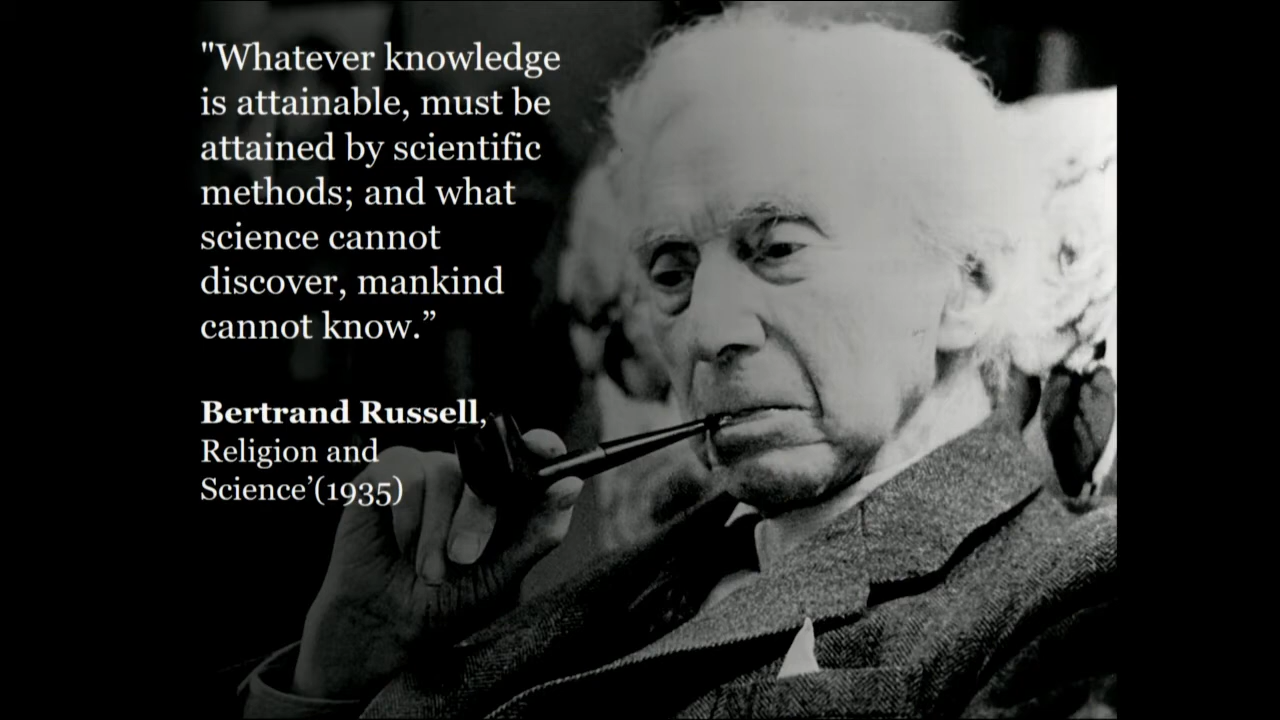 "Whatever knowledge
is attainable, must be
attained by scientific
methods; and what
science cannot
discover, mankind
cannot know.”
Bertrand Russell,
Religion and
Science’(1935)